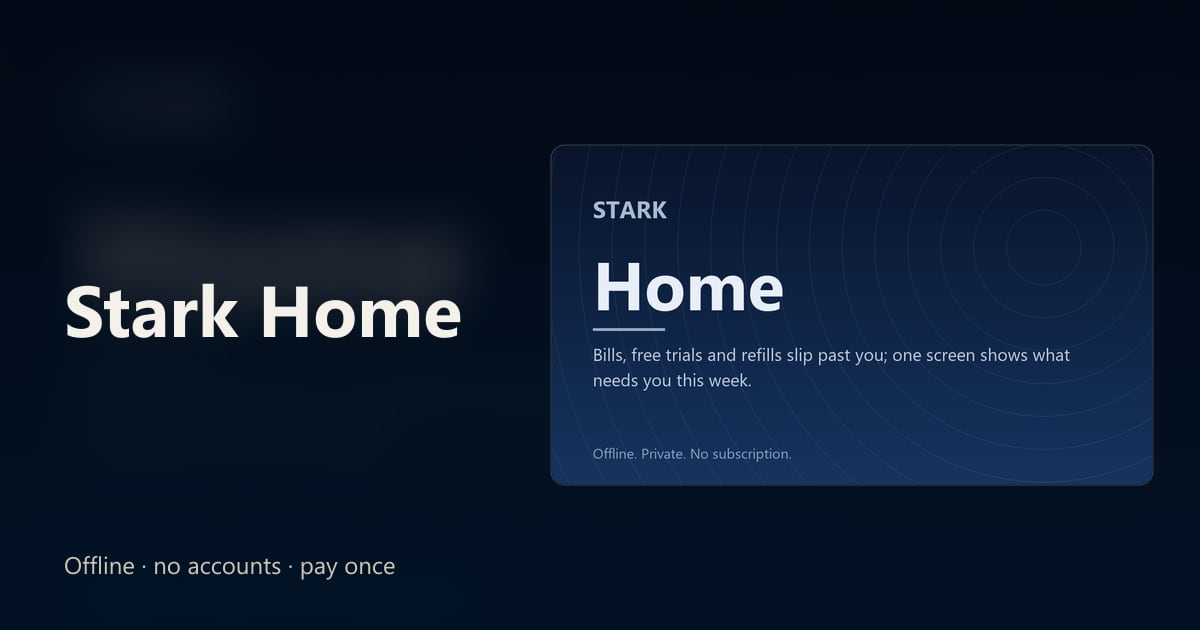 Stark Home
Offline · no accounts · pay once
STARK
Home
Bills, free trials and refills slip past you; one screen shows what
needs you this week.
Offline. Private. No subscription.